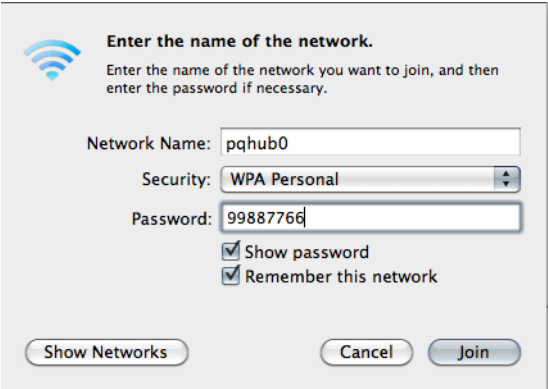 Enter the name of the network.
Enter the name of the network you want to join, and then
enter the password if necessary.
Network Name: pqhub0
Security: WPA Personal
Password: 99887766
Show password
Remember this network
Show Networks Cancel Join